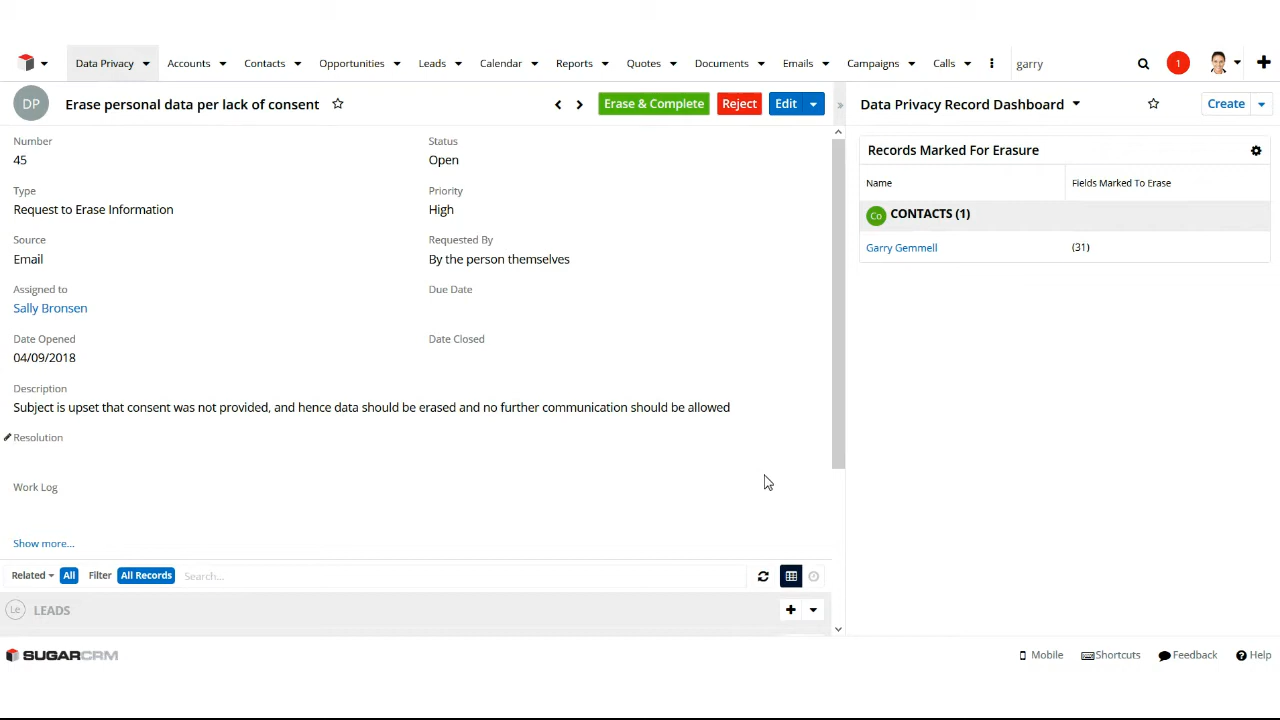 Data Privacy Accounts Contacts Opportunities Leads Calendar Reports Quotes Documents Emails Campaigns Calls garry 1
DP Erase personal data per lack of consent Erase & Complete Reject Edit
Number
45
Status
Open
Type
Request to Erase Information
Priority
High
Source
Email
Requested By
By the person themselves
Assigned to
Sally Bronsen
Due Date
Date Opened
04/09/2018
Date Closed
Description
Subject is upset that consent was not provided, and hence data should be erased and no further communication should be allowed
Resolution
Work Log
Show more...
Related All Filter All Records Search...
Le LEADS
Data Privacy Record Dashboard Create
Records Marked For Erasure
Name Fields Marked To Erase
Co CONTACTS (1)
Garry Gemmell (31)
SUGARCRM Mobile Shortcuts Feedback Help